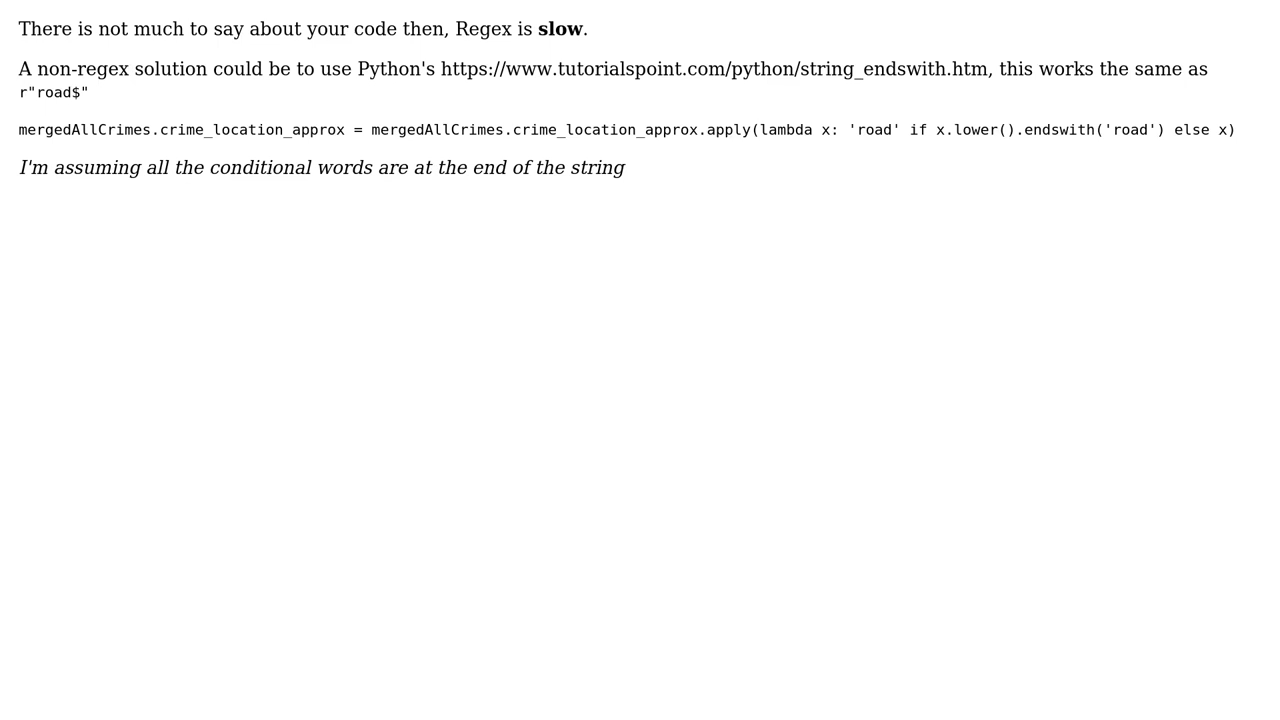 There is not much to say about your code then, Regex is slow.
A non-regex solution could be to use Python's https://www.tutorialspoint.com/python/string_endswith.htm, this works the same as
r"road$"
mergedAllCrimes.crime_location_approx = mergedAllCrimes.crime_location_approx.apply(lambda x: 'road' if x.lower().endswith('road') else x)
I'm assuming all the conditional words are at the end of the string